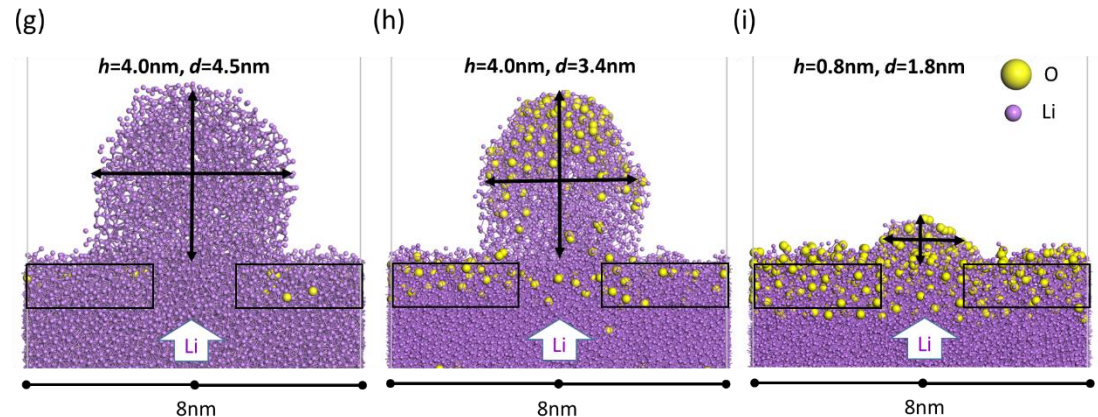 (g)
(h)
(i)
h=4.0nm, d=4.5nm
h=4.0nm, d=3.4nm
h=0.8nm, d=1.8nm
O
Li
Li
Li
Li
8nm
8nm
8nm